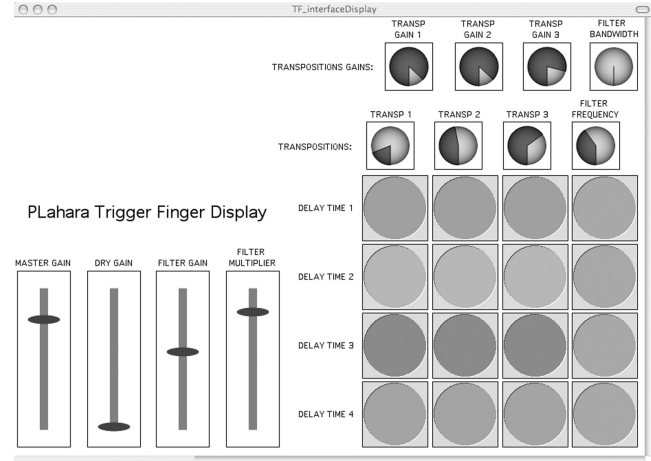 TF_interfaceDisplay
TRANSP
GAIN 1
TRANSP
GAIN 2
TRANSP
GAIN 3
FILTER
BANDWIDTH
TRANSPOSITIONS GAINS:
TRANSP 1
TRANSP 2
TRANSP 3
FILTER
FREQUENCY
TRANSPOSITIONS:
DELAY TIME 1
PLahara Trigger Finger Display
MASTER GAIN
DRY GAIN
FILTER GAIN
FILTER
MULTIPLIER
DELAY TIME 2
DELAY TIME 3
DELAY TIME 4